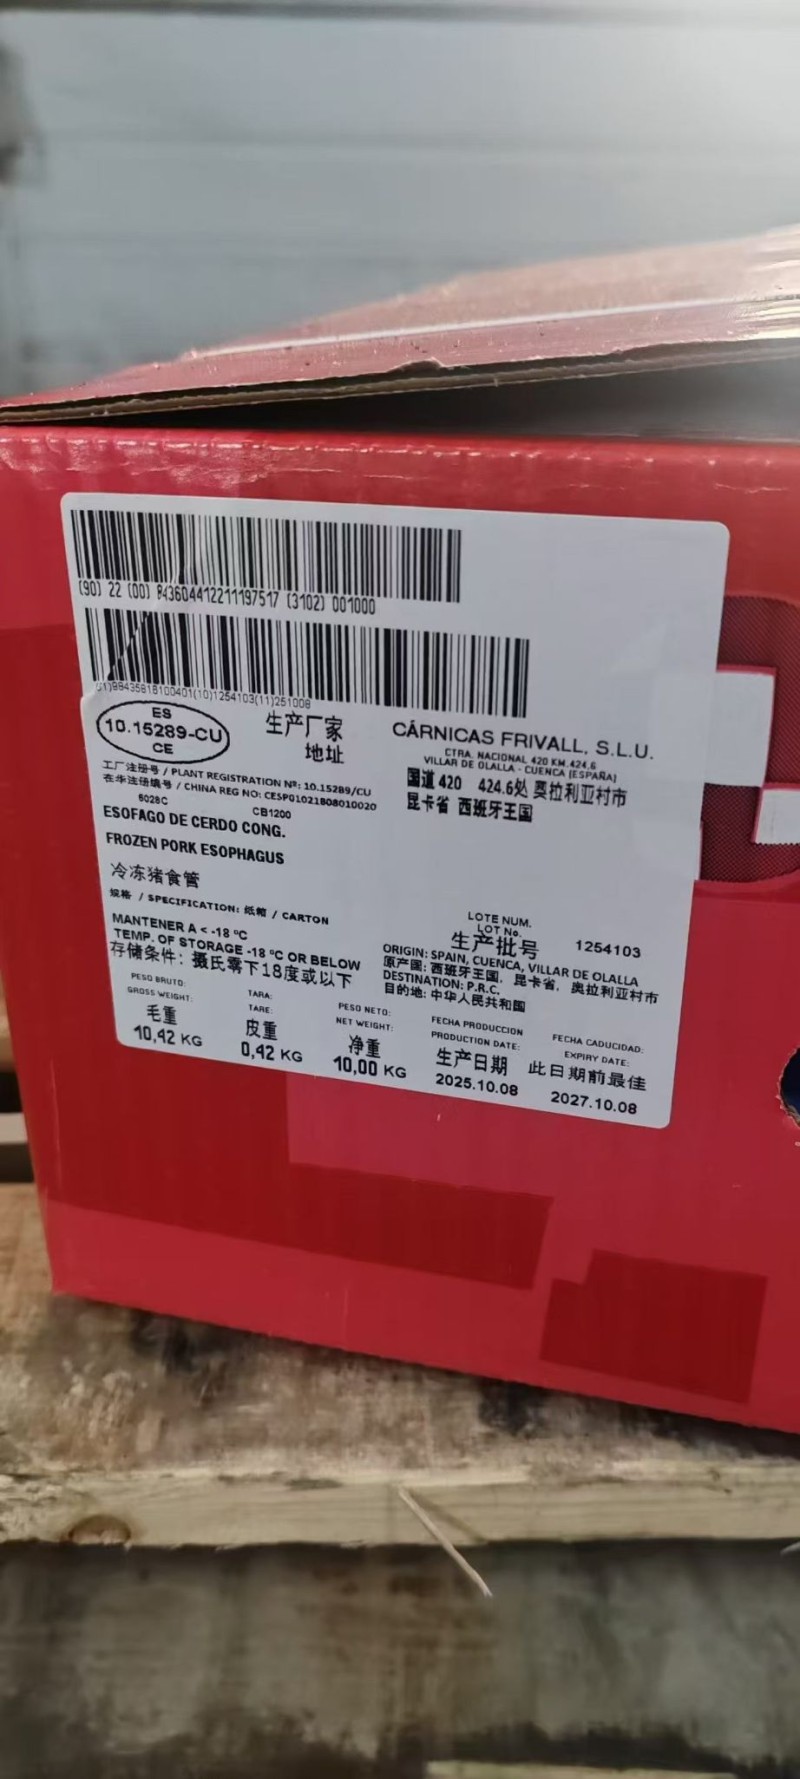 (90) 22 (00) 843604412211197517 (3102) 001000
(01)98435818100401(10)1254103(11)251008
ES
10.15289-CU
CE
生产厂家
地址
CÁRNICAS FRIVALL, S.L.U.
CTRA. NACIONAL 420 KM.424,6
VILLAR DE OLALLA - CUENCA (ESPAÑA)
国道 420 424.6处 奥拉利亚村市
昆卡省 西班牙王国
工厂注册号 / PLANT REGISTRATION Nº: 10.15289/CU
在华注册编号 / CHINA REG NO: CESP01021808010020
6028C CB1200
ESOFAGO DE CERDO CONG.
FROZEN PORK ESOPHAGUS
冷冻猪食管
规格 / SPECIFICATION: 纸箱 / CARTON
MANTENER A < -18 ºC
TEMP. OF STORAGE -18 ºC OR BELOW
存储条件: 摄氏零下18度或以下
LOTE NUM.
LOT No.
生产批号 1254103
ORIGIN: SPAIN, CUENCA, VILLAR DE OLALLA
原产国: 西班牙王国, 昆卡省, 奥拉利亚村市
DESTINATION: P.R.C.
目的地: 中华人民共和国
PESO BRUTO:
GROSS WEIGHT:
毛重
10,42 KG
TARA:
TARE:
皮重
0,42 KG
PESO NETO:
NET WEIGHT:
净重
10,00 KG
FECHA PRODUCCION
PRODUCTION DATE:
生产日期
2025.10.08
FECHA CADUCIDAD:
EXPIRY DATE:
此日期前最佳
2027.10.08